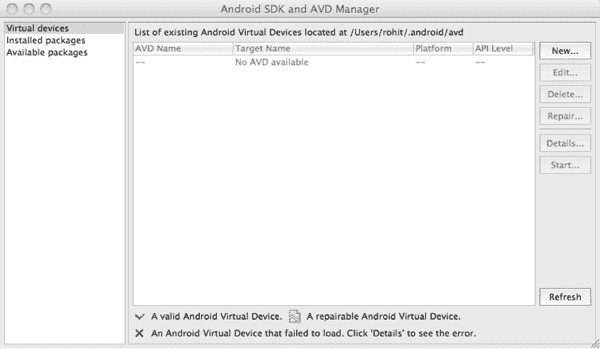 Android SDK and AVD Manager
Virtual devices
Installed packages
Available packages
List of existing Android Virtual Devices located at /Users/rohit/.android/avd
AVD Name Target Name Platform API Level
-- No AVD available -- --
New...
Edit...
Delete...
Repair...
Details...
Start...
Refresh
A valid Android Virtual Device. A repairable Android Virtual Device.
An Android Virtual Device that failed to load. Click 'Details' to see the error.